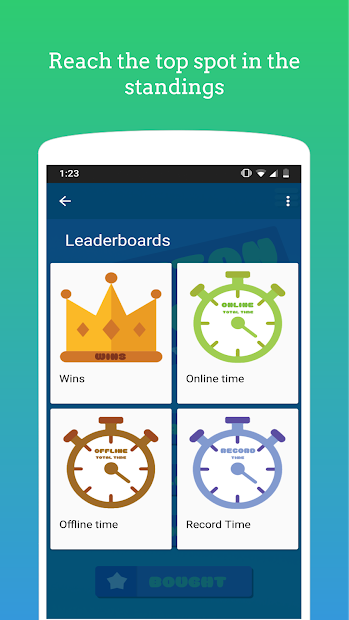 Reach the top spot in the
standings
1:23
Leaderboards
WINS
Wins
ONLINE
TOTAL TIME
Online time
OFFLINE
TOTAL TIME
Offline time
RECORD
TIME
Record Time
BOUGHT